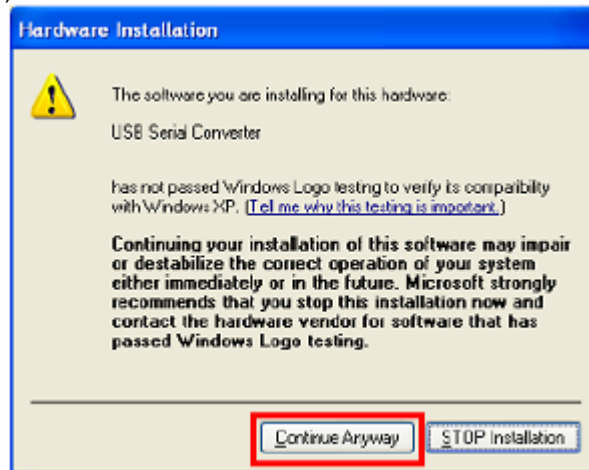 Hardware Installation
The software you are installing for this hardware:
USB Serial Converter
has not passed Windows Logo testing to verify its compatibility
with Windows XP. (Tell me why this testing is important.)
Continuing your installation of this software may impair
or destabilize the correct operation of your system
either immediately or in the future. Microsoft strongly
recommends that you stop this installation now and
contact the hardware vendor for software that has
passed Windows Logo testing.
Continue Anyway
STOP Installation